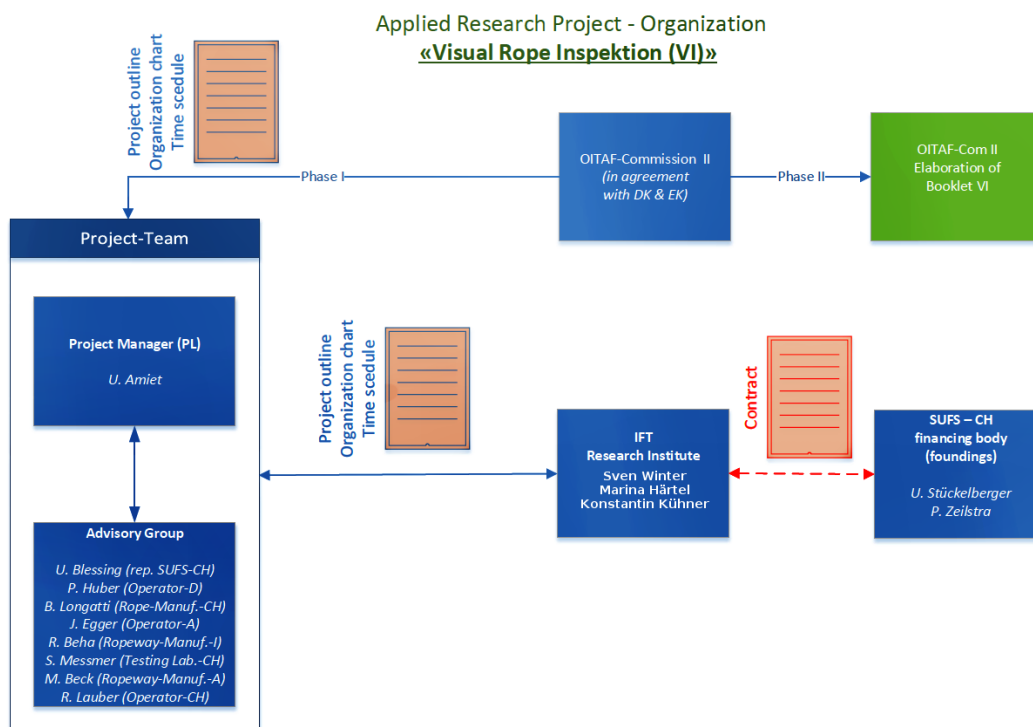 Applied Research Project - Organization
«Visual Rope Inspektion (VI)»
Project outline
Organization chart
Time scedule
Phase I
OITAF-Commission II
(in agreement
with DK & EK)
Phase II
OITAF-Com II
Elaboration of
Booklet VI
Project-Team
Project Manager (PL)
U. Amiet
Project outline
Organization chart
Time scedule
Contract
IFT
Research Institute
Sven Winter
Marina Härtel
Konstantin Kühner
SUFS – CH
financing body
(foundings)
U. Stückelberger
P. Zeilstra
Advisory Group
U. Blessing (rep. SUFS-CH)
P. Huber (Operator-D)
B. Longatti (Rope-Manuf.-CH)
J. Egger (Operator-A)
R. Beha (Ropeway-Manuf.-I)
S. Messmer (Testing Lab.-CH)
M. Beck (Ropeway-Manuf.-A)
R. Lauber (Operator-CH)